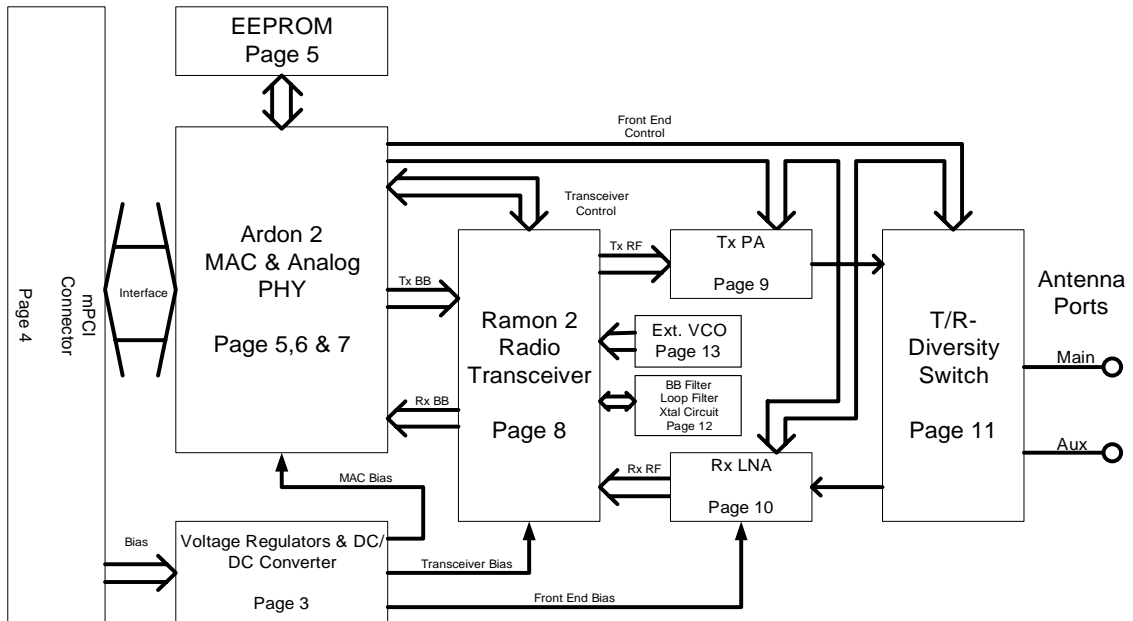 EEPROM
Page 5
Front End
Control
mPCI
Connector
Page 4
Interface
Ardon 2
MAC & Analog
PHY
Page 5,6 & 7
Transceiver
Control
Tx BB
Rx BB
Ramon 2
Radio
Transceiver
Page 8
Tx RF
Tx PA
Page 9
Ext. VCO
Page 13
BB Filter
Loop Filter
Xtal Circuit
Page 12
Rx RF
Rx LNA
Page 10
T/R-
Diversity
Switch
Page 11
Antenna
Ports
Main
Aux
MAC Bias
Bias
Voltage Regulators & DC/
DC Converter
Page 3
Transceiver Bias
Front End Bias